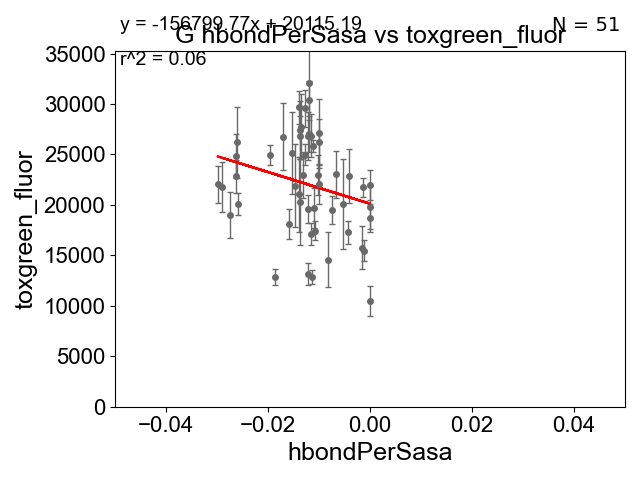 y = -156799.77x + 20115.19
N = 51
G hbondPerSasa vs toxgreen_fluor
r^2 = 0.06
toxgreen_fluor
35000
30000
25000
20000
15000
10000
5000
0
−0.04
−0.02
0.00
0.02
0.04
hbondPerSasa